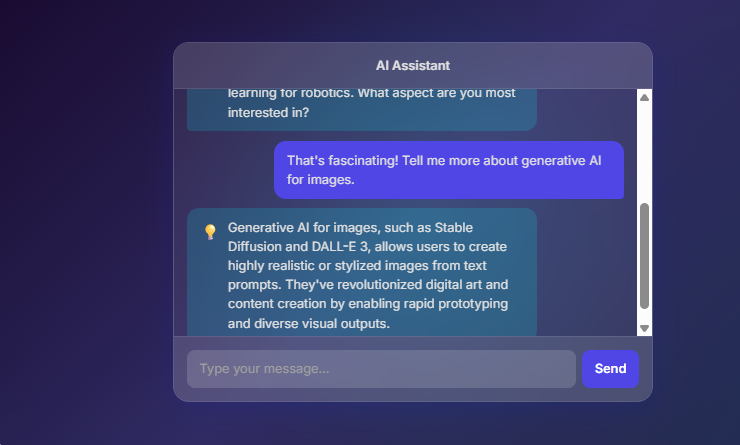 AI Assistant
learning for robotics. What aspect are you most
interested in?
That's fascinating! Tell me more about generative AI
for images.
Generative AI for images, such as Stable
Diffusion and DALL-E 3, allows users to create
highly realistic or stylized images from text
prompts. They've revolutionized digital art and
content creation by enabling rapid prototyping
and diverse visual outputs.
Type your message...
Send